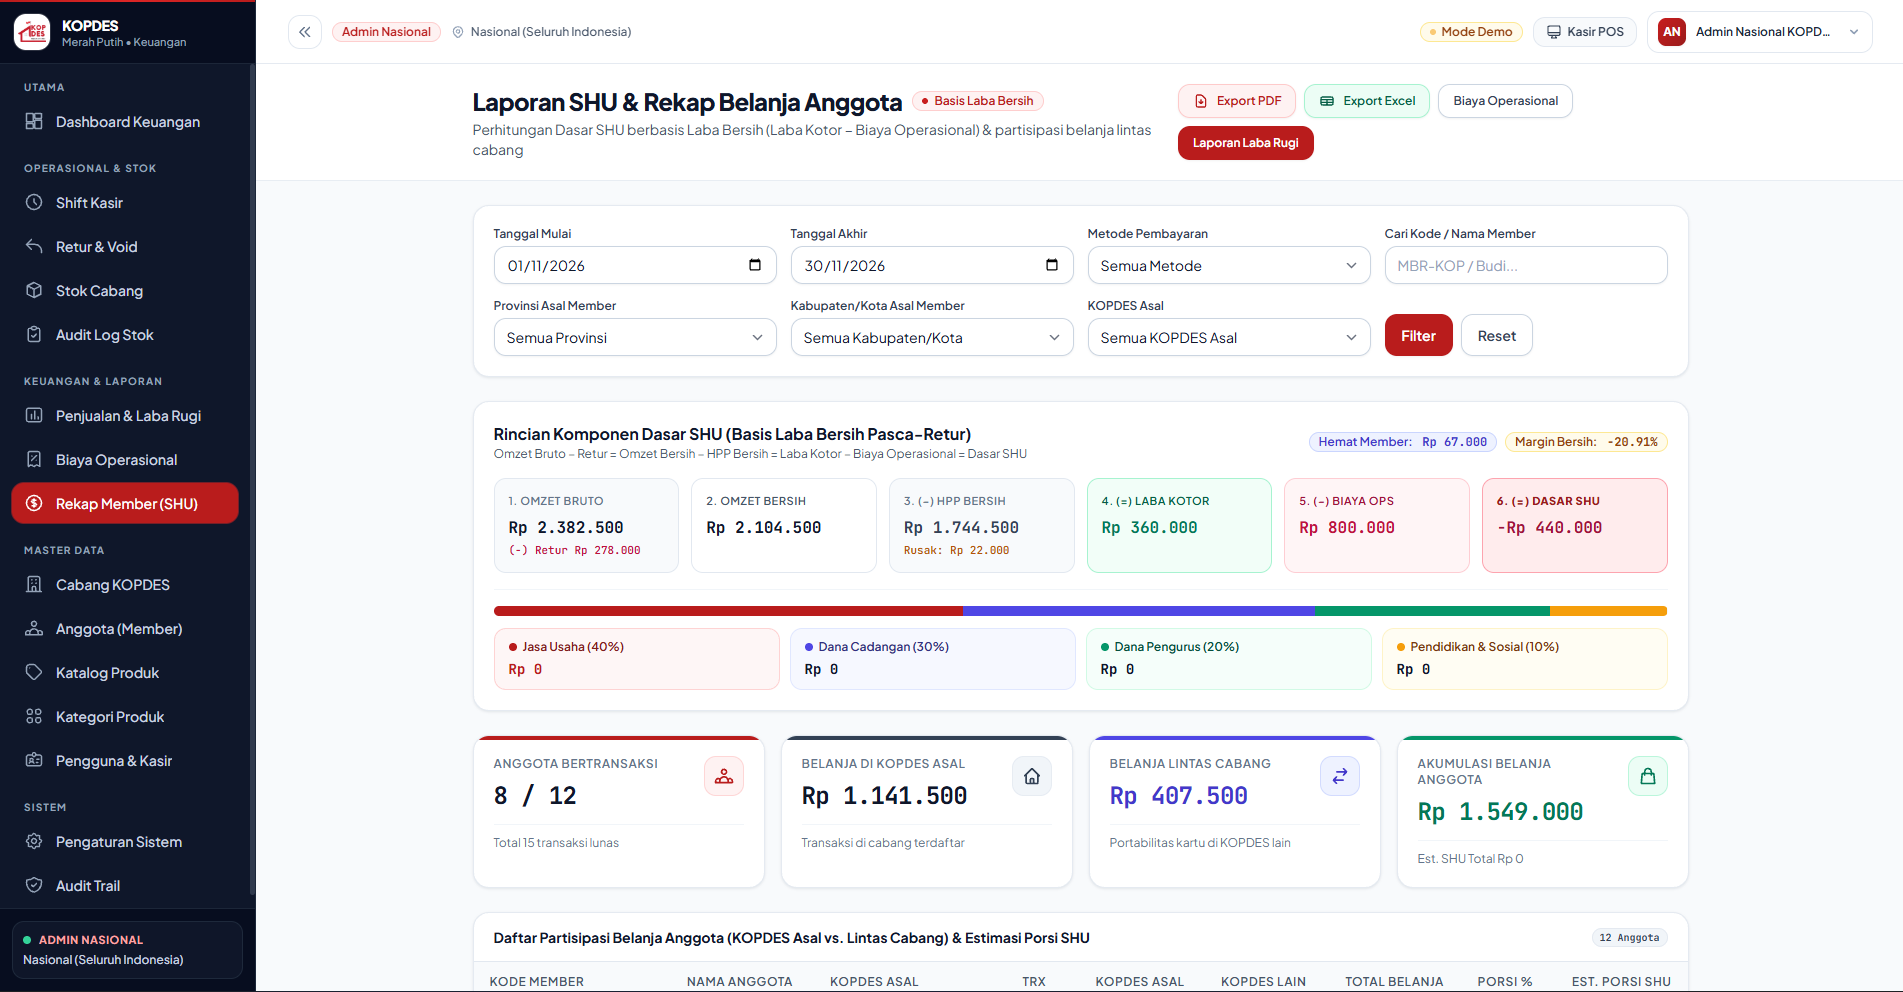 KOPDES
Merah Putih • Keuangan
UTAMA
Dashboard Keuangan
OPERASIONAL & STOK
Shift Kasir
Retur & Void
Stok Cabang
Audit Log Stok
KEUANGAN & LAPORAN
Penjualan & Laba Rugi
Biaya Operasional
Rekap Member (SHU)
MASTER DATA
Cabang KOPDES
Anggota (Member)
Katalog Produk
Kategori Produk
Pengguna & Kasir
SISTEM
Pengaturan Sistem
Audit Trail
ADMIN NASIONAL
Nasional (Seluruh Indonesia)
Admin Nasional
Nasional (Seluruh Indonesia)
Mode Demo
Kasir POS
AN
Admin Nasional KOPD...
Laporan SHU & Rekap Belanja Anggota
Basis Laba Bersih
Perhitungan Dasar SHU berbasis Laba Bersih (Laba Kotor – Biaya Operasional) & partisipasi belanja lintas
cabang
Export PDF
Export Excel
Biaya Operasional
Laporan Laba Rugi
Tanggal Mulai
01/11/2026
Tanggal Akhir
30/11/2026
Metode Pembayaran
Semua Metode
Cari Kode / Nama Member
MBR-KOP / Budi...
Provinsi Asal Member
Semua Provinsi
Kabupaten/Kota Asal Member
Semua Kabupaten/Kota
KOPDES Asal
Semua KOPDES Asal
Filter
Reset
Rincian Komponen Dasar SHU (Basis Laba Bersih Pasca-Retur)
Omzet Bruto – Retur = Omzet Bersih – HPP Bersih = Laba Kotor – Biaya Operasional = Dasar SHU
Hemat Member: Rp 67.000
Margin Bersih: -20.91%
1. OMZET BRUTO
Rp 2.382.500
(-) Retur Rp 278.000
2. OMZET BERSIH
Rp 2.104.500
3. (–) HPP BERSIH
Rp 1.744.500
Rusak: Rp 22.000
4. (=) LABA KOTOR
Rp 360.000
5. (–) BIAYA OPS
Rp 800.000
6. (=) DASAR SHU
-Rp 440.000
Jasa Usaha (40%)
Rp 0
Dana Cadangan (30%)
Rp 0
Dana Pengurus (20%)
Rp 0
Pendidikan & Sosial (10%)
Rp 0
ANGGOTA BERTRANSAKSI
8 / 12
Total 15 transaksi lunas
BELANJA DI KOPDES ASAL
Rp 1.141.500
Transaksi di cabang terdaftar
BELANJA LINTAS CABANG
Rp 407.500
Portabilitas kartu di KOPDES lain
AKUMULASI BELANJA
ANGGOTA
Rp 1.549.000
Est. SHU Total Rp 0
Daftar Partisipasi Belanja Anggota (KOPDES Asal vs. Lintas Cabang) & Estimasi Porsi SHU
12 Anggota
KODE MEMBER
NAMA ANGGOTA
KOPDES ASAL
TRX
KOPDES ASAL
KOPDES LAIN
TOTAL BELANJA
PORSI %
EST. PORSI SHU